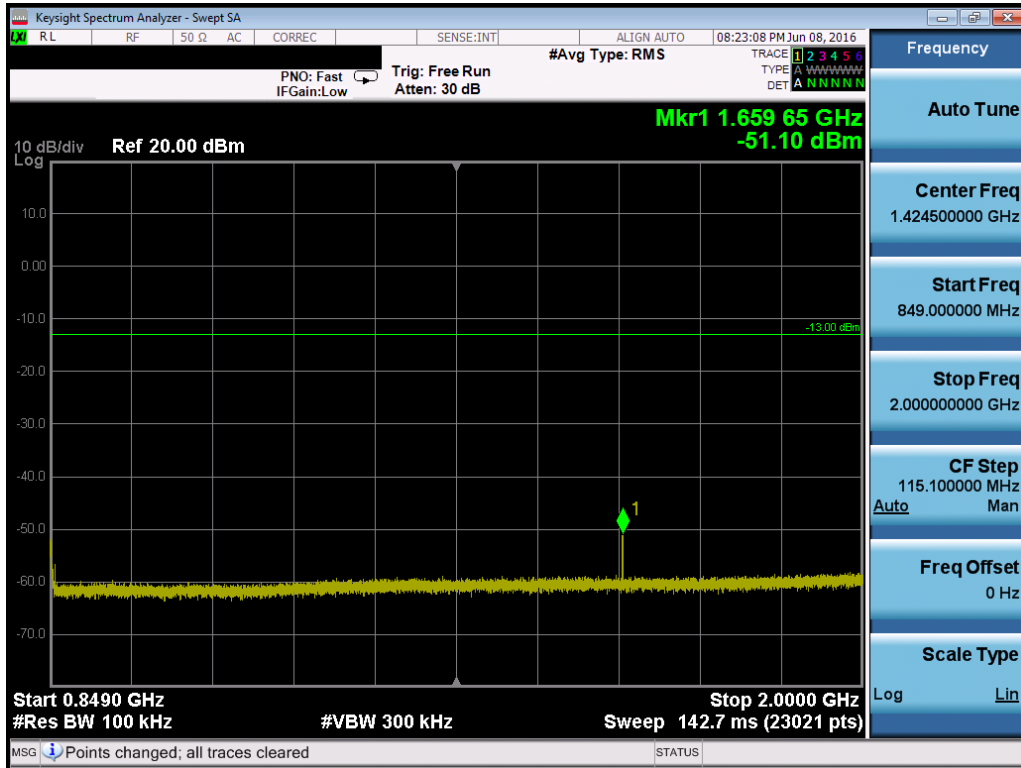 Keysight Spectrum Analyzer - Swept SA
LXI RL RF 50 Ω AC CORREC SENSE:INT ALIGN AUTO 08:23:08 PM Jun 08, 2016
#Avg Type: RMS TRACE 1 2 3 4 5 6
PNO: Fast Trig: Free Run TYPE A WWWWW
IFGain:Low Atten: 30 dB DET A N N N N N
Mkr1 1.659 65 GHz
-51.10 dBm
10 dB/div Ref 20.00 dBm
Log
10.0
0.00
-10.0
-13.00 dBm
-20.0
-30.0
-40.0
-50.0
1
-60.0
-70.0
Start 0.8490 GHz Stop 2.0000 GHz
#Res BW 100 kHz #VBW 300 kHz Sweep 142.7 ms (23021 pts)
MSG Points changed; all traces cleared STATUS
Frequency
Auto Tune
Center Freq
1.424500000 GHz
Start Freq
849.000000 MHz
Stop Freq
2.000000000 GHz
CF Step
115.100000 MHz
Auto Man
Freq Offset
0 Hz
Scale Type
Log Lin